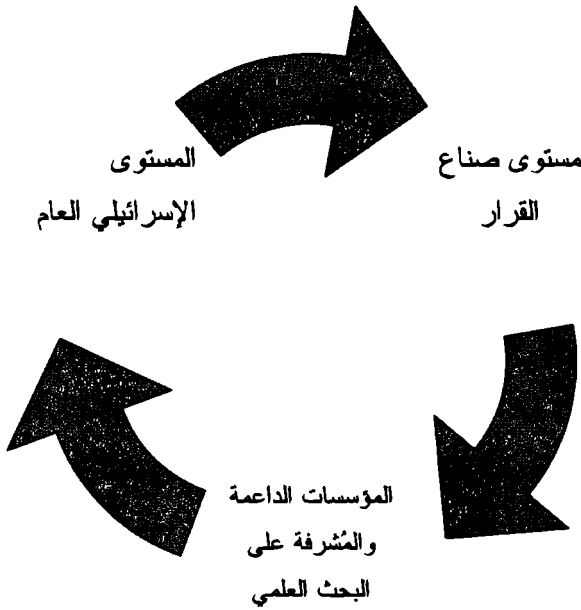 مستوى صناع
القرار
المستوى
الإسرائيلي العام
المؤسسات الداعمة
والمُشرفة على
البحث العلمي